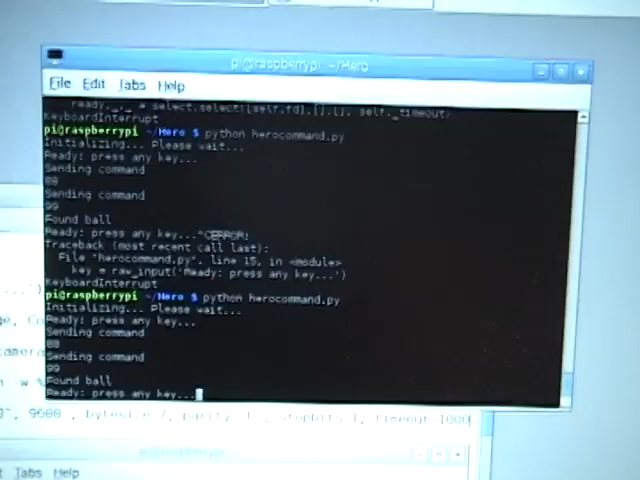 pi@raspberrypi ~/Hero
File Edit Tabs Help
ready,_,_ = select.select([self.fd],[],[], self._timeout)
KeyboardInterrupt
pi@raspberrypi ~/Hero $ python herocommand.py
Initializing... Please wait...
Ready: press any key...
Sending command
88
Sending command
99
Found ball
Ready: press any key...^CERROR!
Traceback (most recent call last):
File "herocommand.py", line 15, in <module>
key = raw_input('Ready: press any key...')
KeyboardInterrupt
pi@raspberrypi ~/Hero $ python herocommand.py
Initializing... Please wait...
Ready: press any key...
Sending command
88
Sending command
99
Found ball
Ready: press any key...
, 9600, bytesize 7, parity, stopbits 1, timeout=1000
Tabs Help